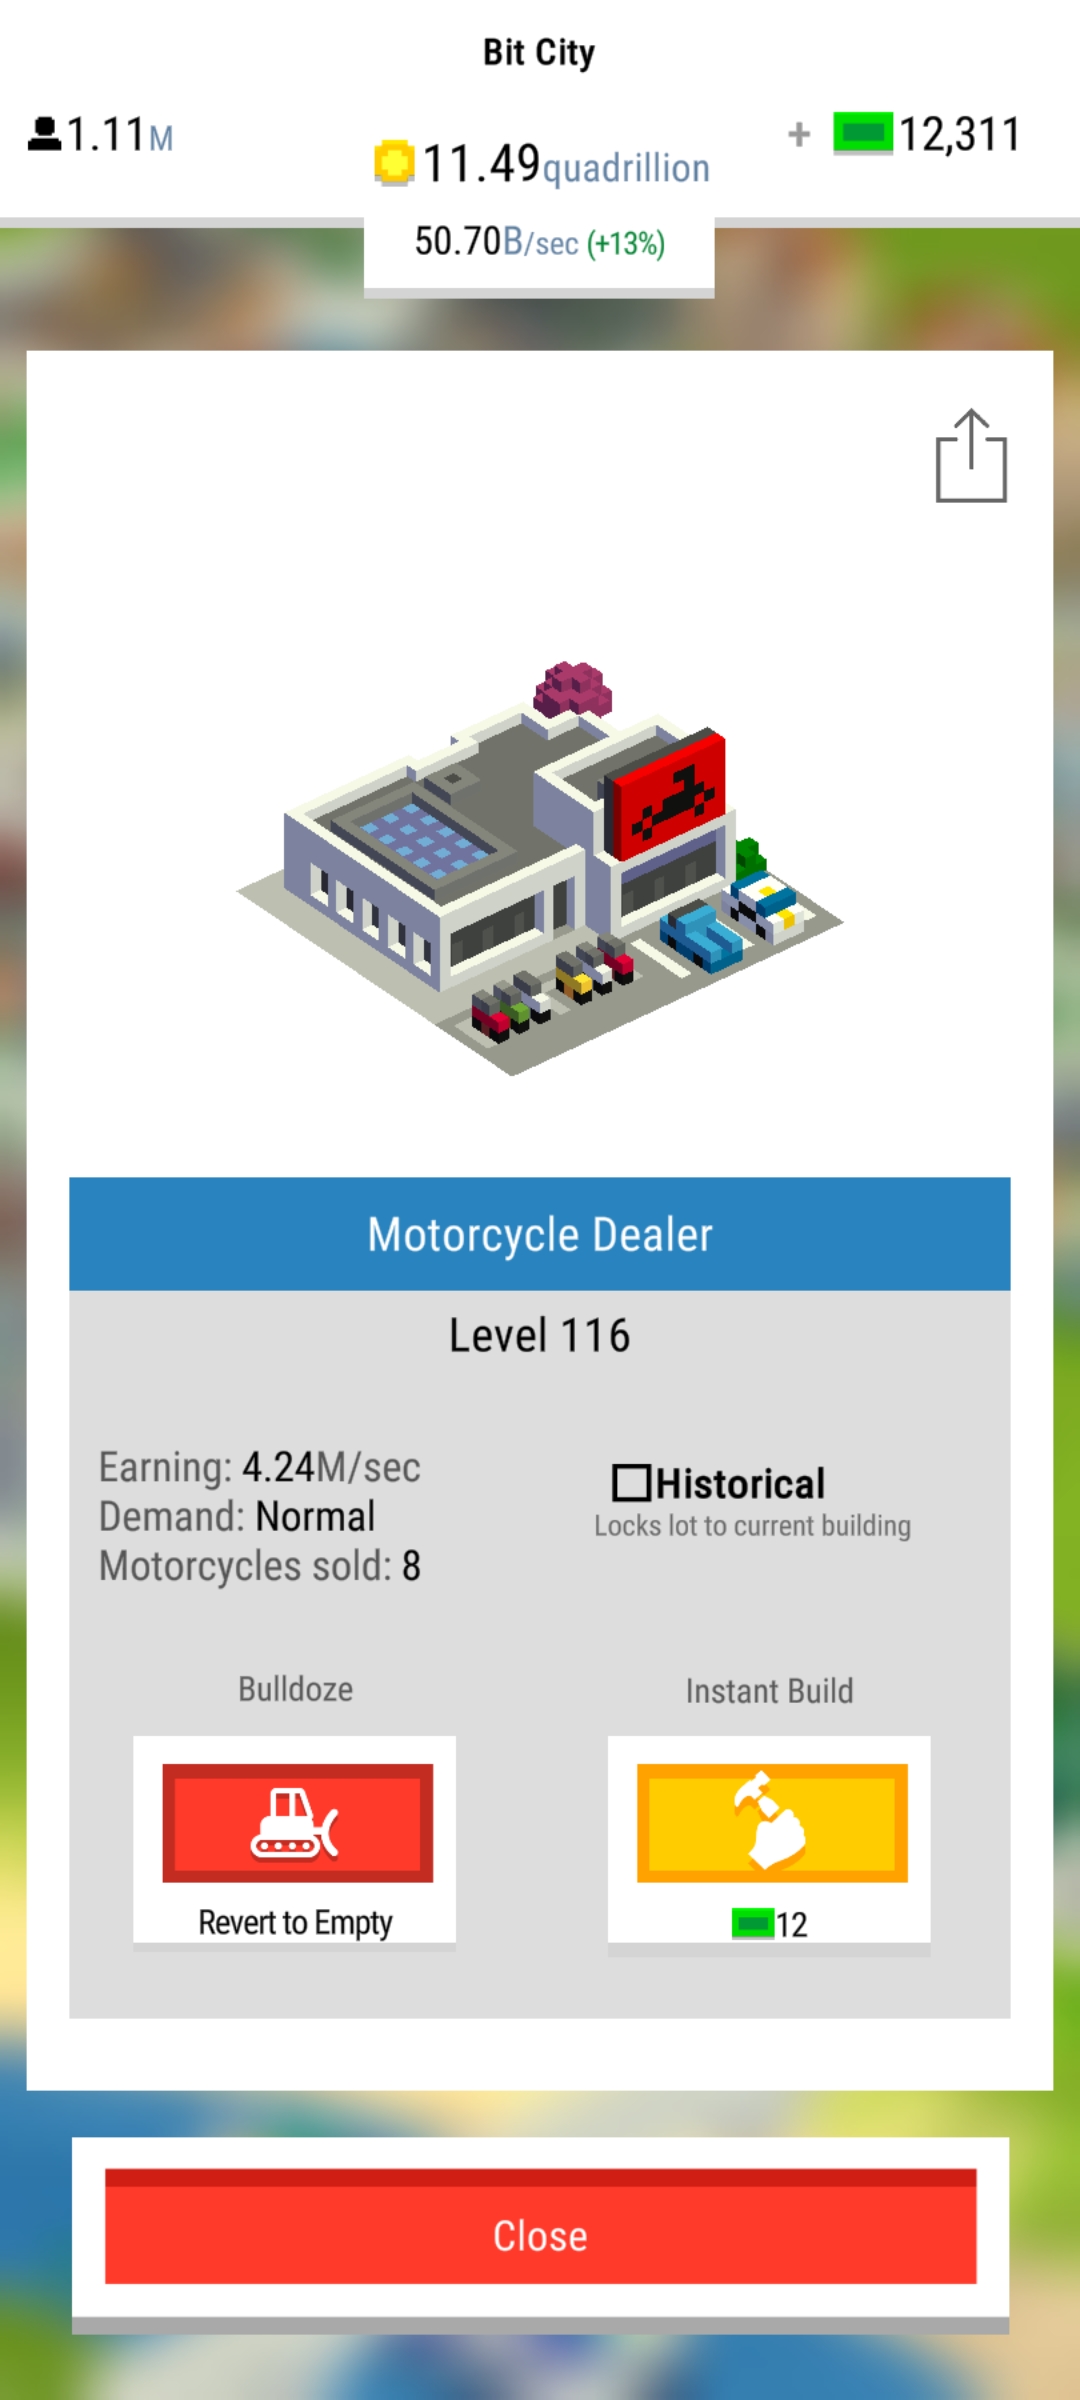 Bit City
1.11M
11.49quadrillion
+ 12,311
50.70B/sec (+13%)
Motorcycle Dealer
Level 116
Earning: 4.24M/sec
Demand: Normal
Motorcycles sold: 8
Historical
Locks lot to current building
Bulldoze
Instant Build
Revert to Empty
12
Close